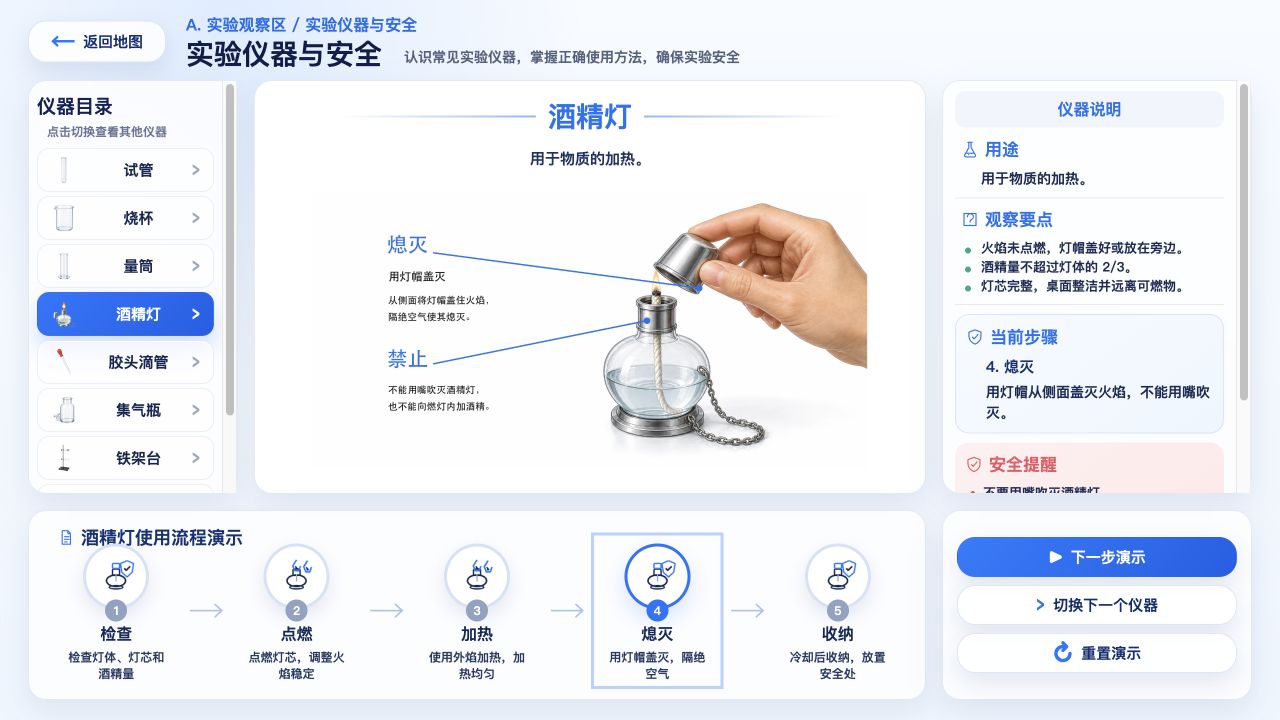 返回地图
A. 实验观察区 / 实验仪器与安全
实验仪器与安全
认识常见实验仪器，掌握正确使用方法，确保实验安全
仪器目录
点击切换查看其他仪器
试管
烧杯
量筒
酒精灯
胶头滴管
集气瓶
铁架台
酒精灯
用于物质的加热。
熄灭
用灯帽盖灭
从侧面将灯帽盖住火焰，
隔绝空气使其熄灭。
禁止
不能用嘴吹灭酒精灯，
也不能向燃灯内加酒精。
仪器说明
用途
用于物质的加热。
观察要点
火焰未点燃，灯帽盖好或放在旁边。
酒精量不超过灯体的 2/3。
灯芯完整，桌面整洁并远离可燃物。
当前步骤
4. 熄灭
用灯帽从侧面盖灭火焰，不能用嘴吹
灭。
安全提醒
不要用嘴吹灭酒精灯
酒精灯使用流程演示
1
检查
检查灯体、灯芯和
酒精量
2
点燃
点燃灯芯，调整火
焰稳定
3
加热
使用外焰加热，加
热均匀
4
熄灭
用灯帽盖灭，隔绝
空气
5
收纳
冷却后收纳，放置
安全处
下一步演示
切换下一个仪器
重置演示